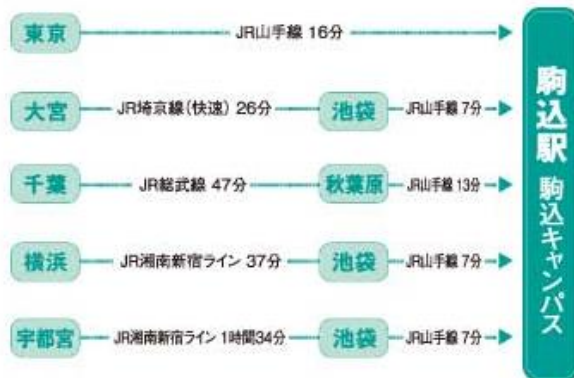 東京 JR山手線 16分
大宮 JR埼京線(快速) 26分 池袋 JR山手線 7分
千葉 JR総武線 47分 秋葉原 JR山手線 13分
横浜 JR湘南新宿ライン 37分 池袋 JR山手線 7分
宇都宮 JR湘南新宿ライン 1時間34分 池袋 JR山手線 7分
駒込駅 駒込キャンパス